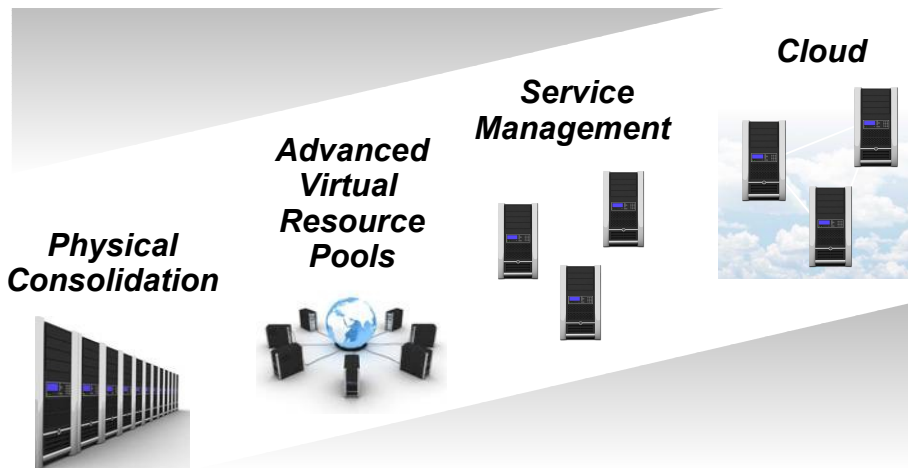 Physical
Consolidation
Advanced
Virtual
Resource
Pools
Service
Management
Cloud